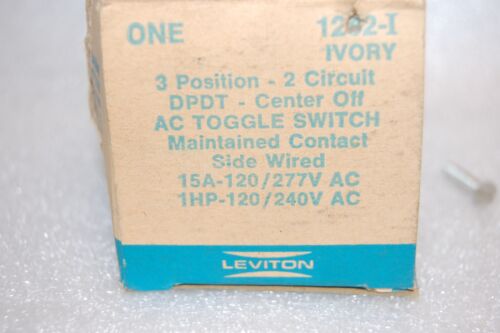 ONE 1282-I
IVORY
3 Position - 2 Circuit
DPDT - Center Off
AC TOGGLE SWITCH
Maintained Contact
Side Wired
15A-120/277V AC
1HP-120/240V AC
LEVITON